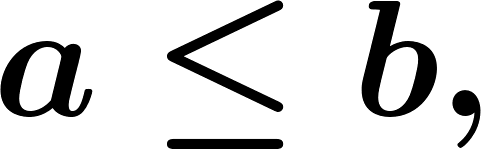 a ≤ b,